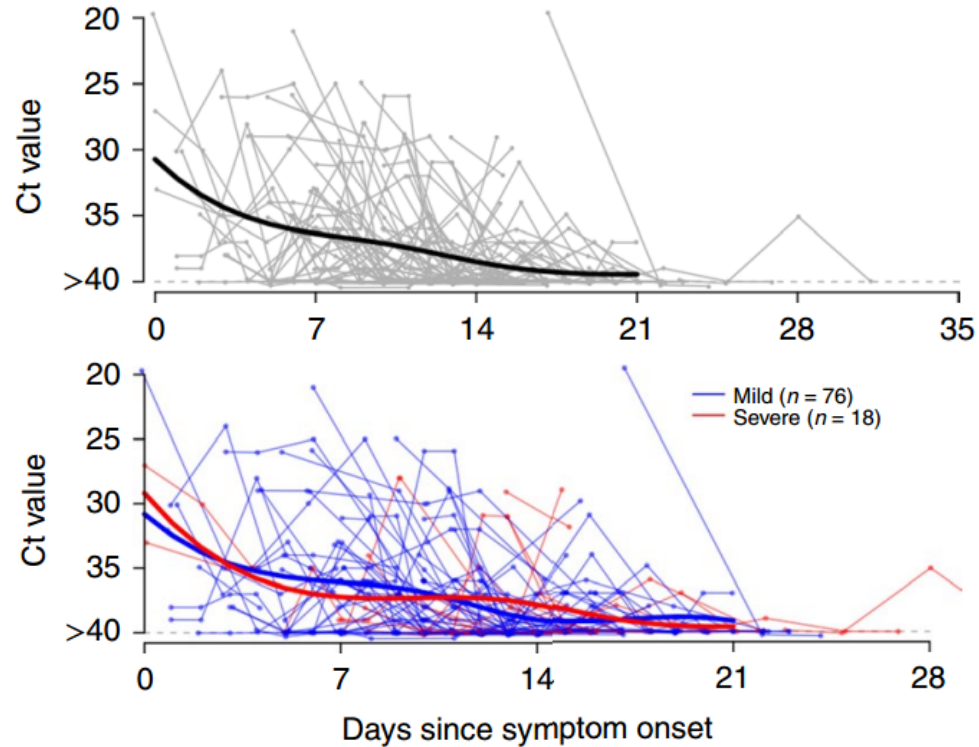 20
25
30
35
>40
Ct value
0 7 14 21 28 35
20
25
30
35
>40
Ct value
Mild (n = 76)
Severe (n = 18)
0 7 14 21 28
Days since symptom onset